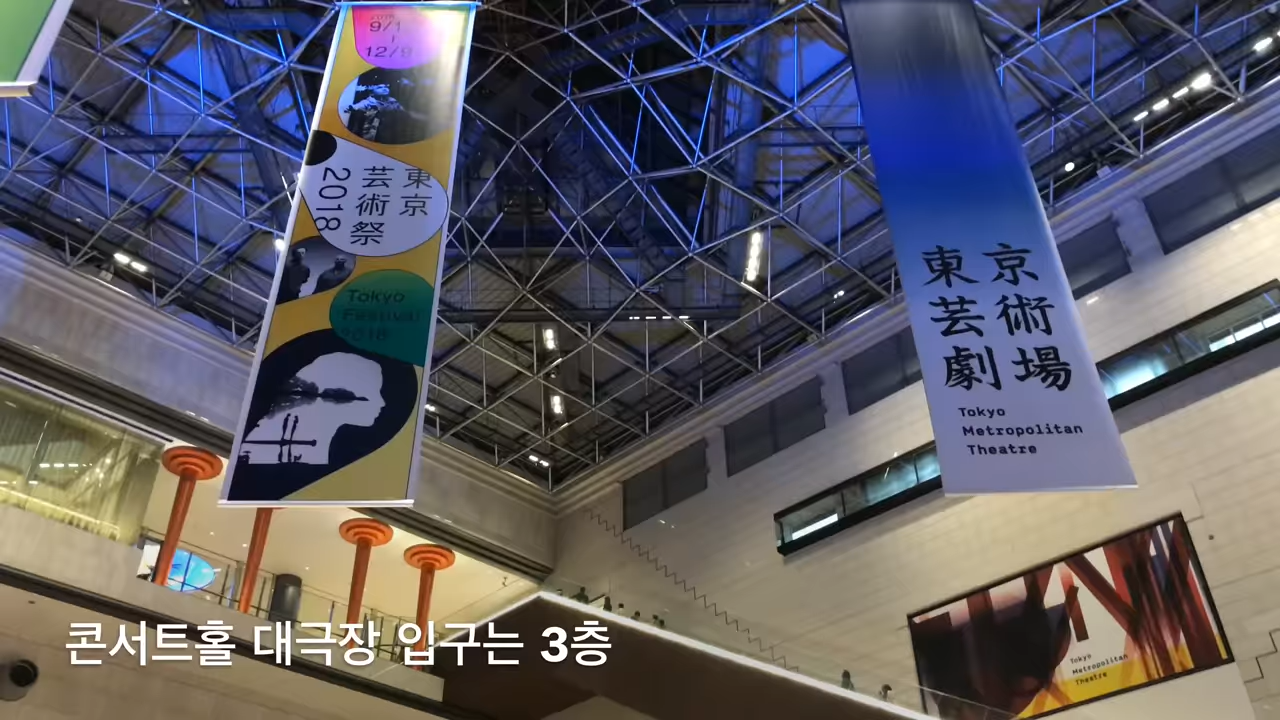 9/1
12/9
東京
芸術祭
2018
Tokyo
Festival
2018
東京
芸術
劇場
Tokyo
Metropolitan
Theatre
Tokyo
Metropolitan
Theatre
콘서트홀 대극장 입구는 3층